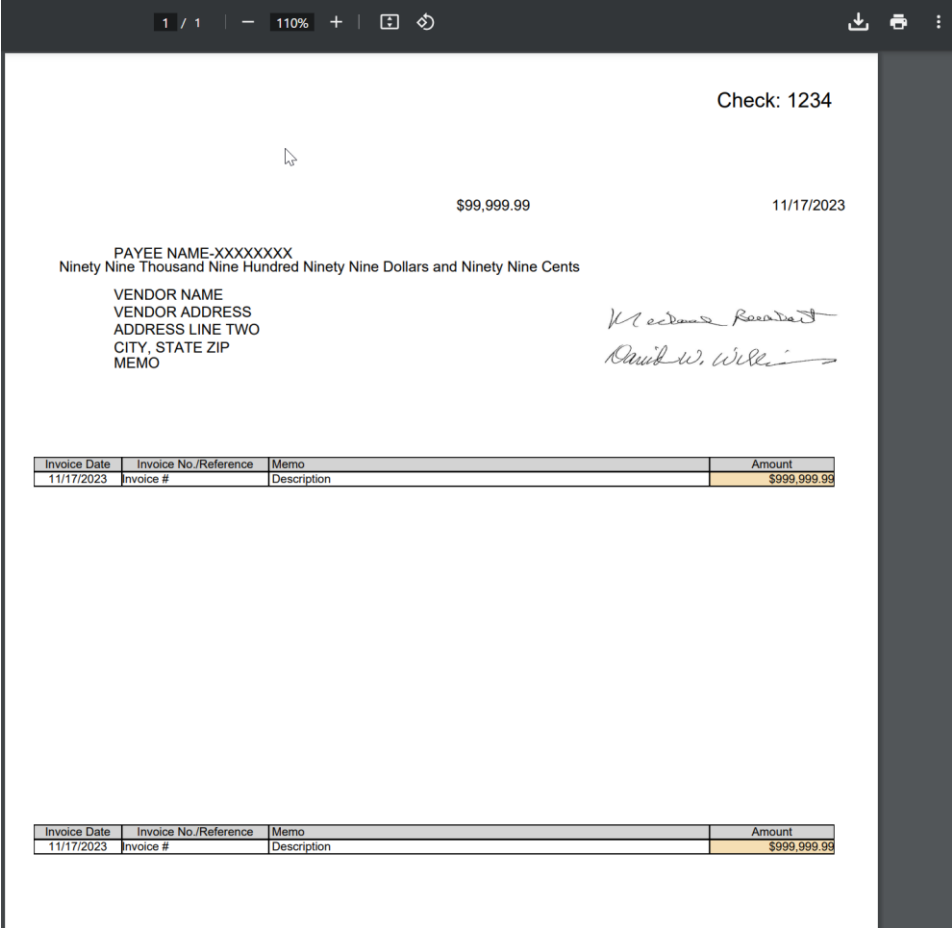 1 / 1 — 110% +
Check: 1234
$99,999.99 11/17/2023
PAYEE NAME-XXXXXXXX
Ninety Nine Thousand Nine Hundred Ninety Nine Dollars and Ninety Nine Cents
VENDOR NAME
VENDOR ADDRESS
ADDRESS LINE TWO
CITY, STATE ZIP
MEMO
David W.
Invoice Date Invoice No./Reference Memo Amount
11/17/2023 Invoice # Description $999,999.99
Invoice Date Invoice No./Reference Memo Amount
11/17/2023 Invoice # Description $999,999.99